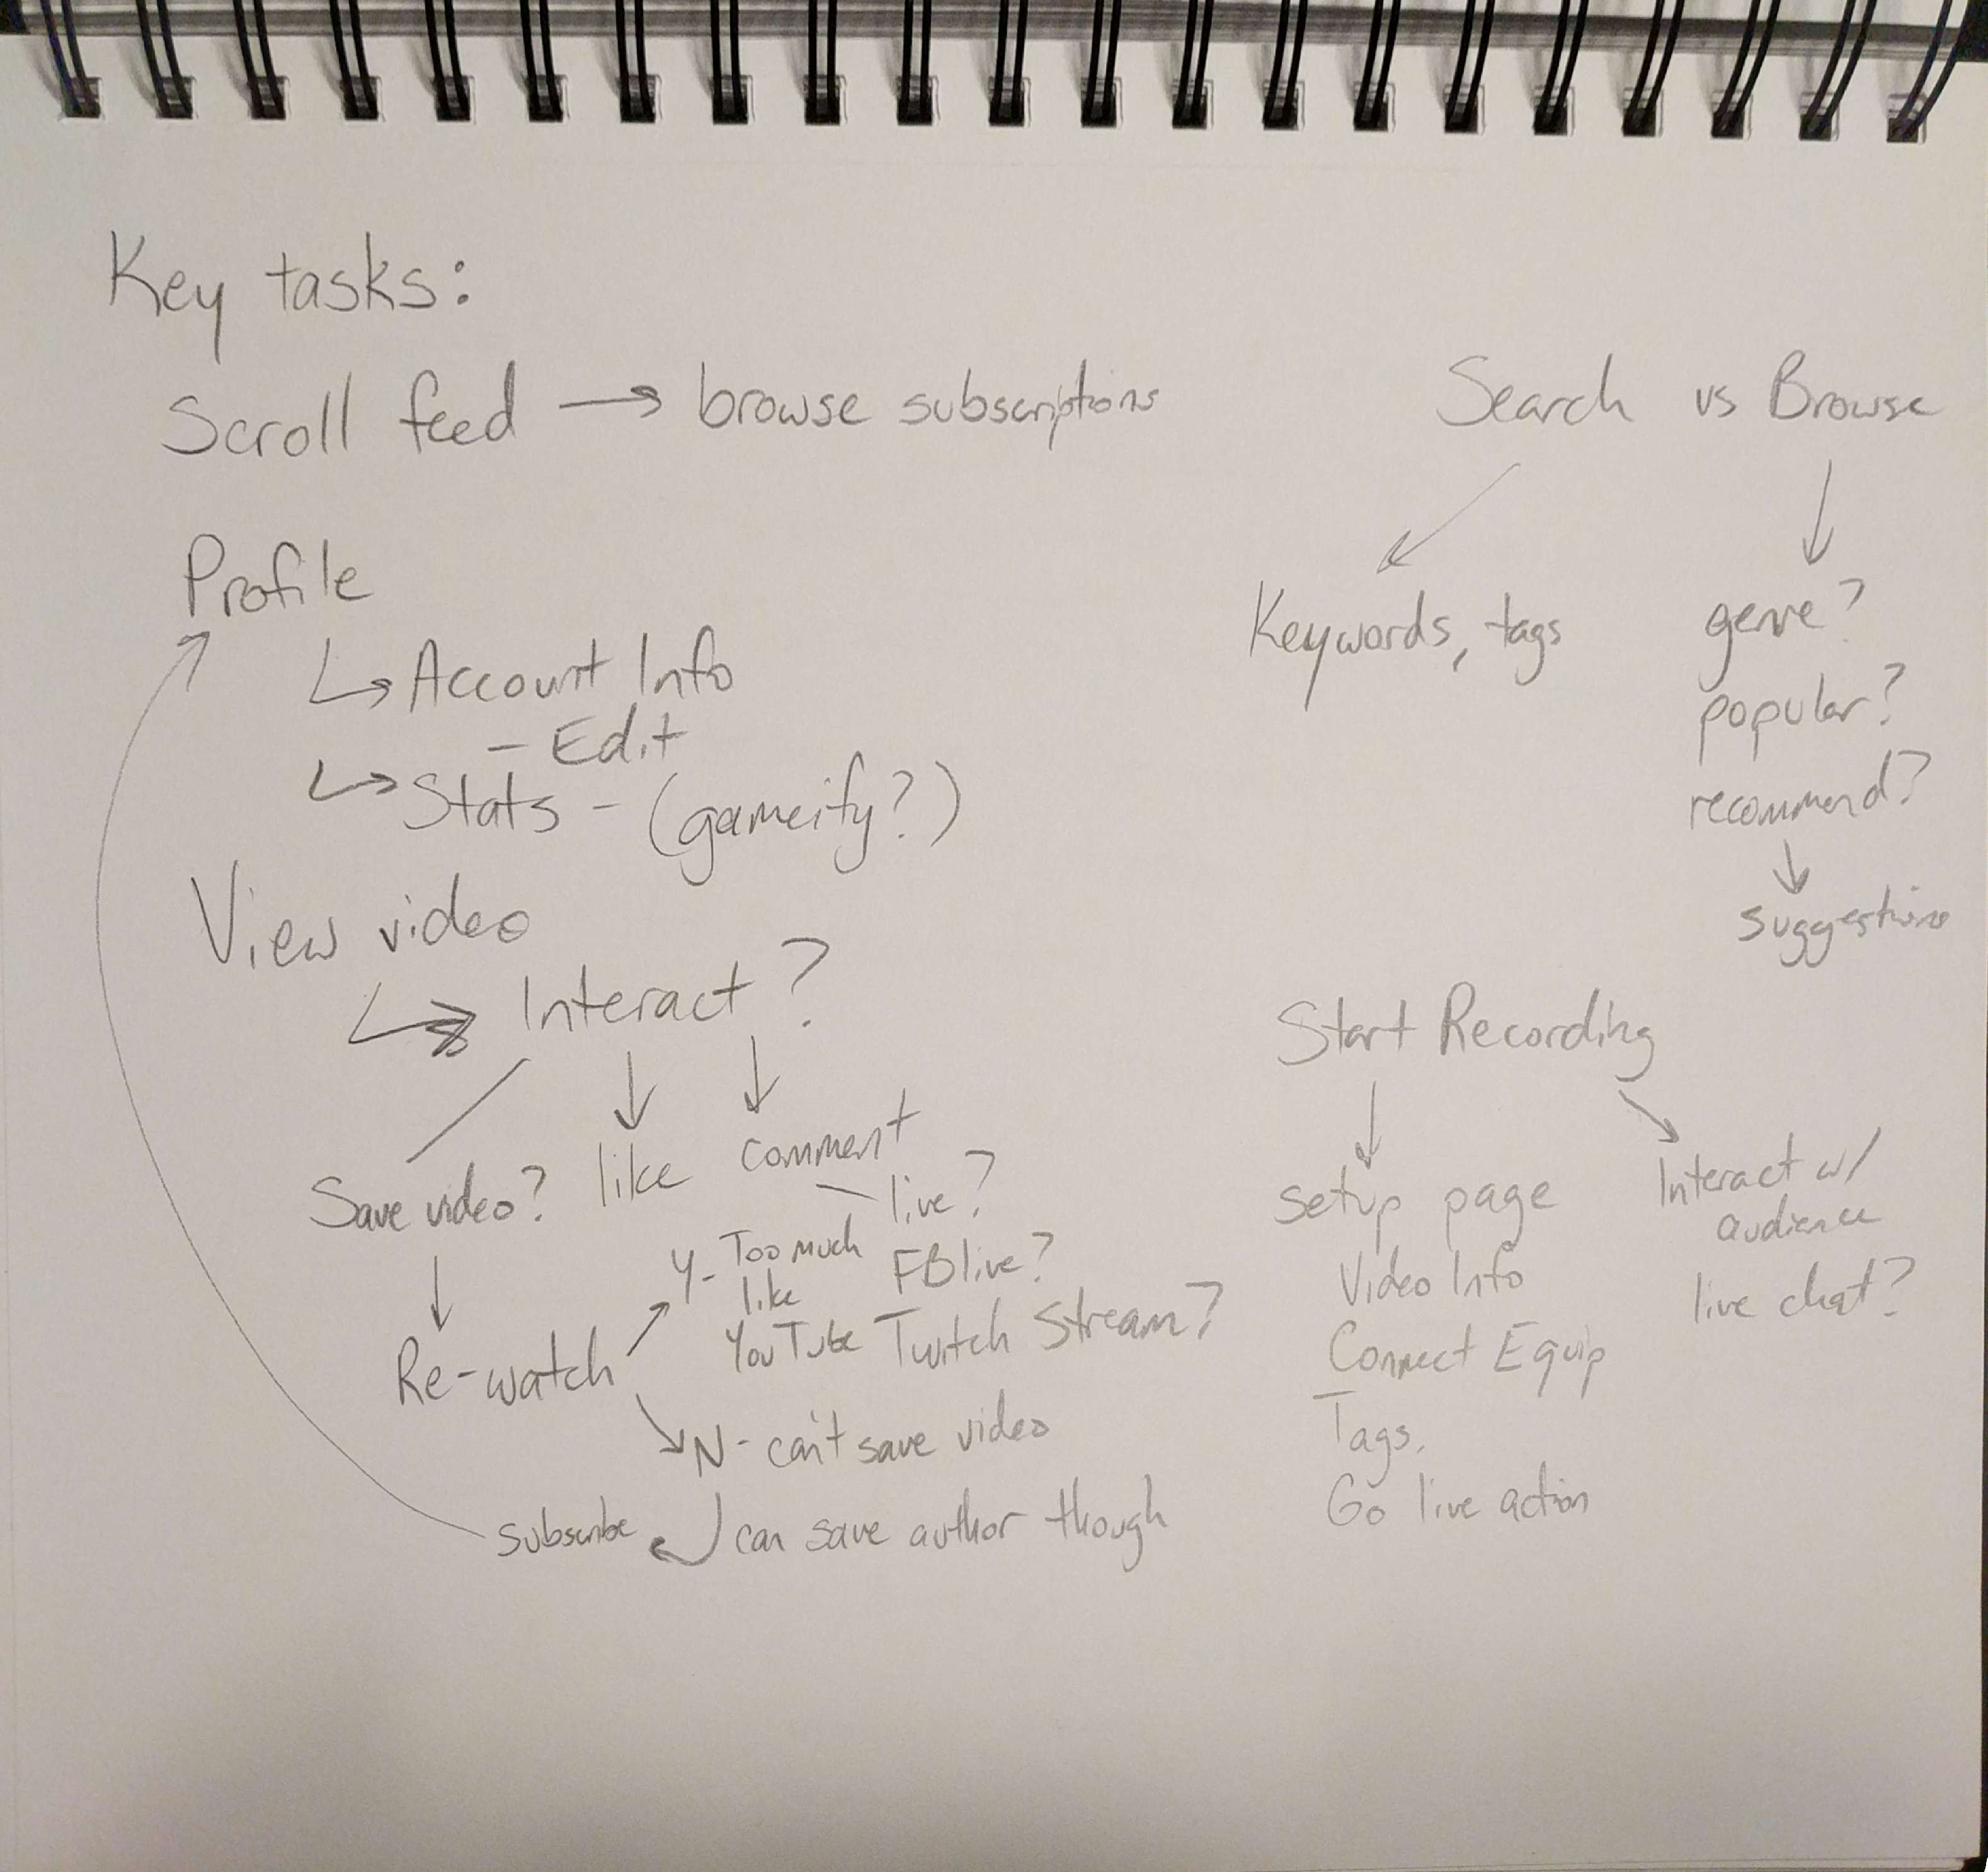 Key tasks:
Scroll feed → browse subscriptions
Profile
↳ Account Info
- Edit
↳ Stats - (gameify?)
View video
↳ Interact?
Save video? like comment
live?
FB live?
Twitch Stream?
Re-watch
Y- Too much
like
YouTube
N- can't save video
can save author though
Subscribe
Search vs Browse
Keywords, tags
genre?
popular?
recommend?
suggestions
Start Recording
setup page
Video Info
Connect Equip
Tags.
Go live action
Interact w/
audience
live chat?